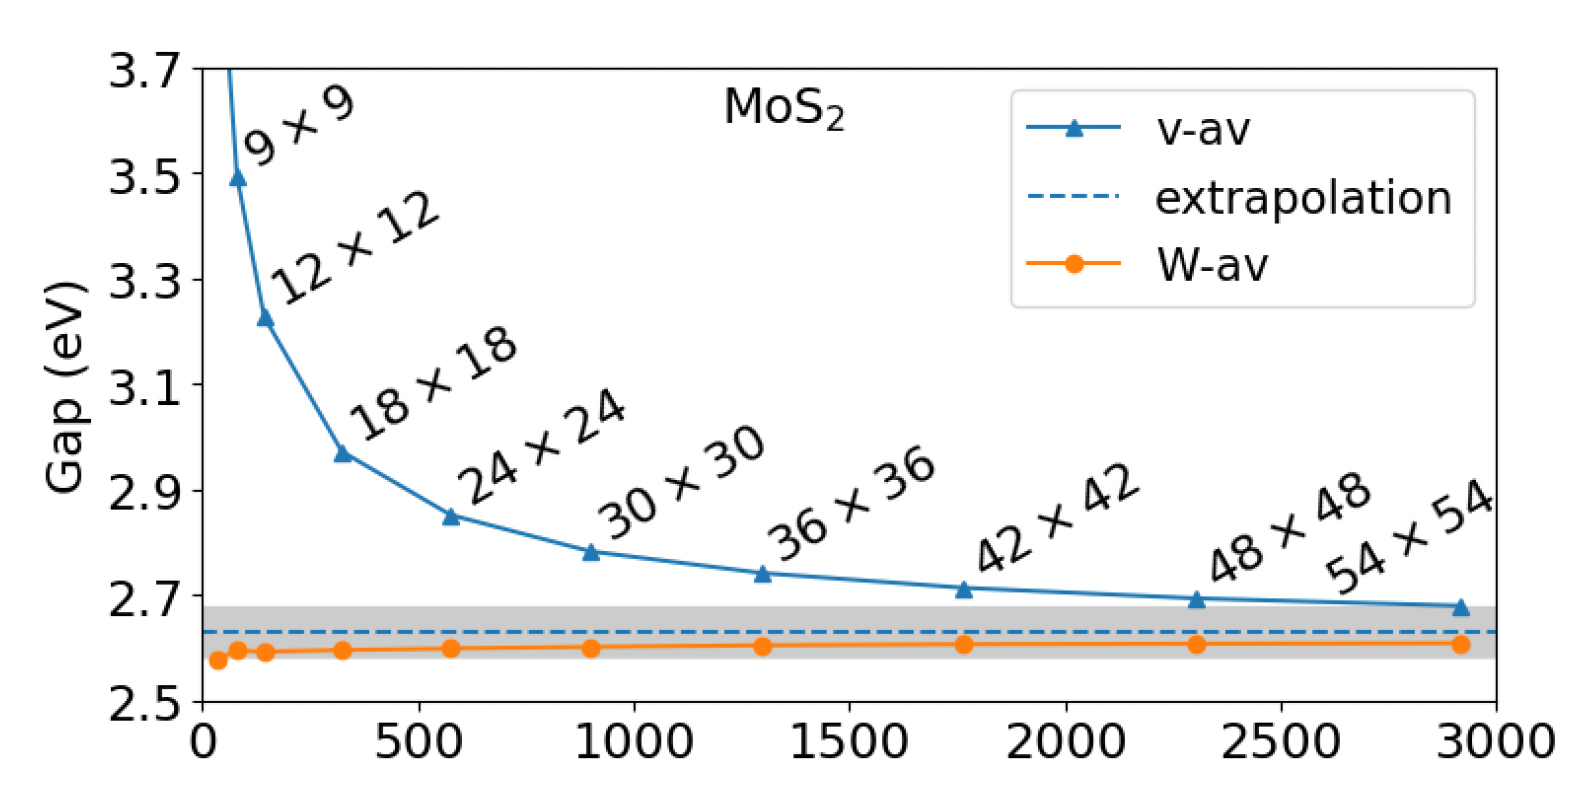 MoS₂
v-av
extrapolation
W-av
Gap (eV)
3.7
3.5
3.3
3.1
2.9
2.7
2.5
9 × 9
12 × 12
18 × 18
24 × 24
30 × 30
36 × 36
42 × 42
48 × 48
54 × 54
0 500 1000 1500 2000 2500 3000